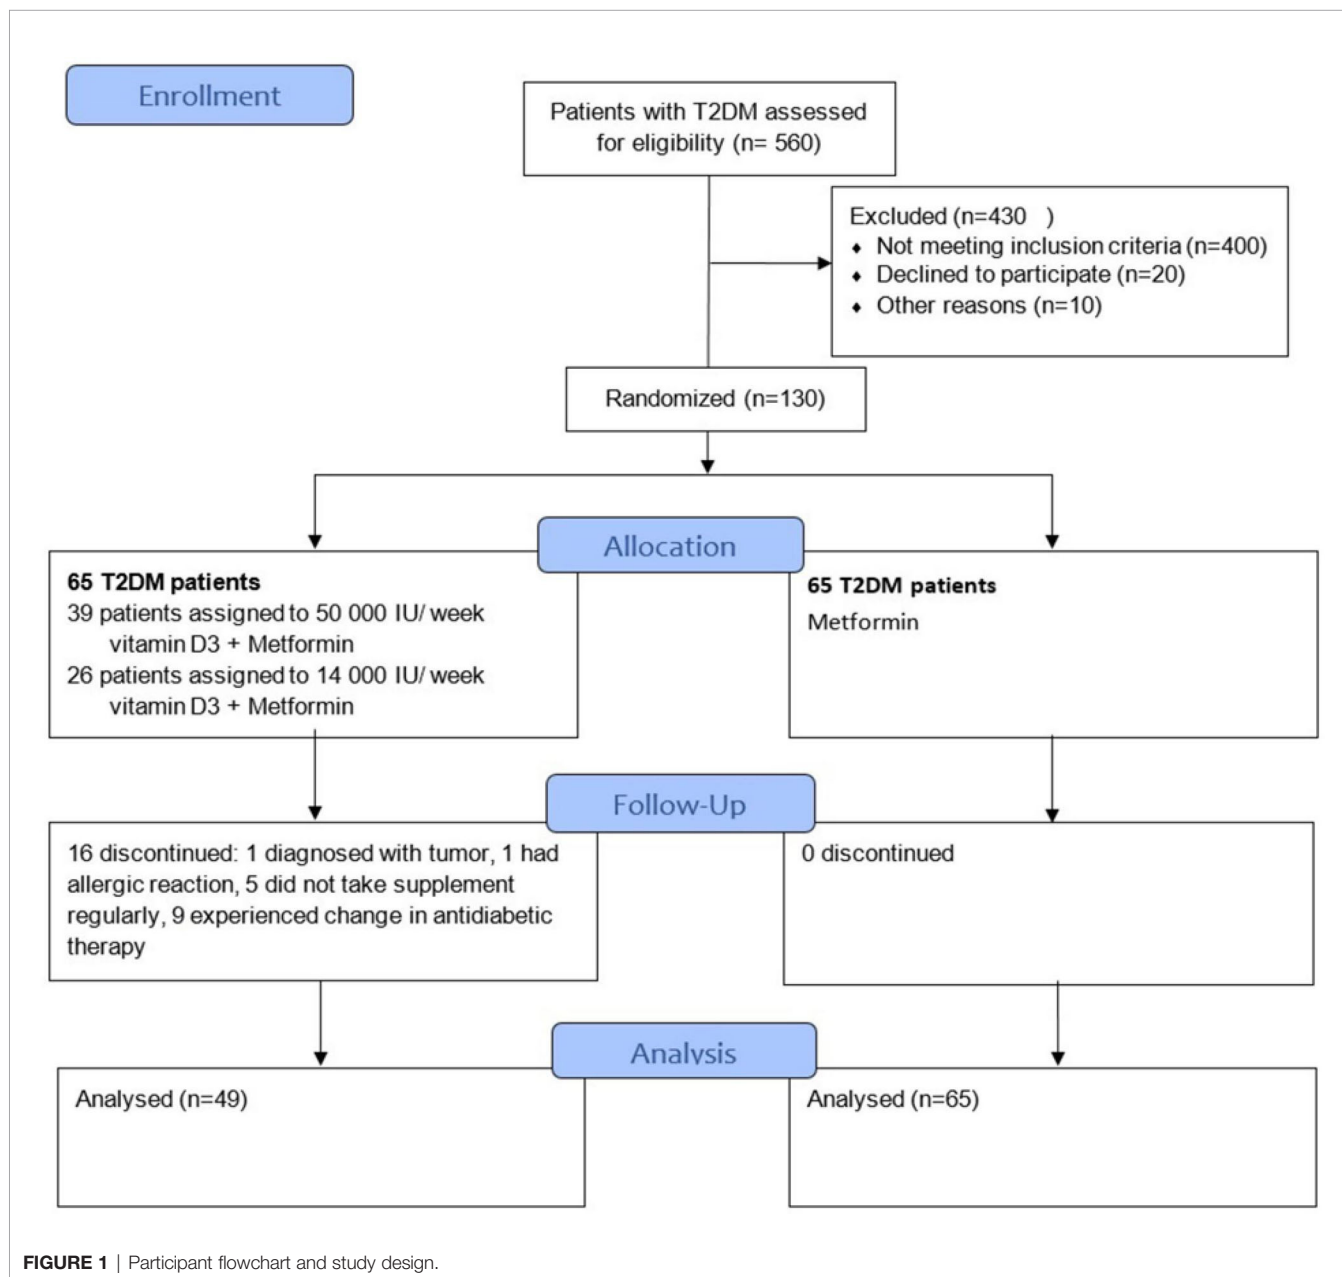 Enrollment
Patients with T2DM assessed
for eligibility (n= 560)
Excluded (n=430 )
♦ Not meeting inclusion criteria (n=400)
♦ Declined to participate (n=20)
♦ Other reasons (n=10)
Randomized (n=130)
Allocation
65 T2DM patients
39 patients assigned to 50 000 IU/ week
vitamin D3 + Metformin
26 patients assigned to 14 000 IU/ week
vitamin D3 + Metformin
65 T2DM patients
Metformin
Follow-Up
16 discontinued: 1 diagnosed with tumor, 1 had
allergic reaction, 5 did not take supplement
regularly, 9 experienced change in antidiabetic
therapy
0 discontinued
Analysis
Analysed (n=49)
Analysed (n=65)
FIGURE 1 | Participant flowchart and study design.